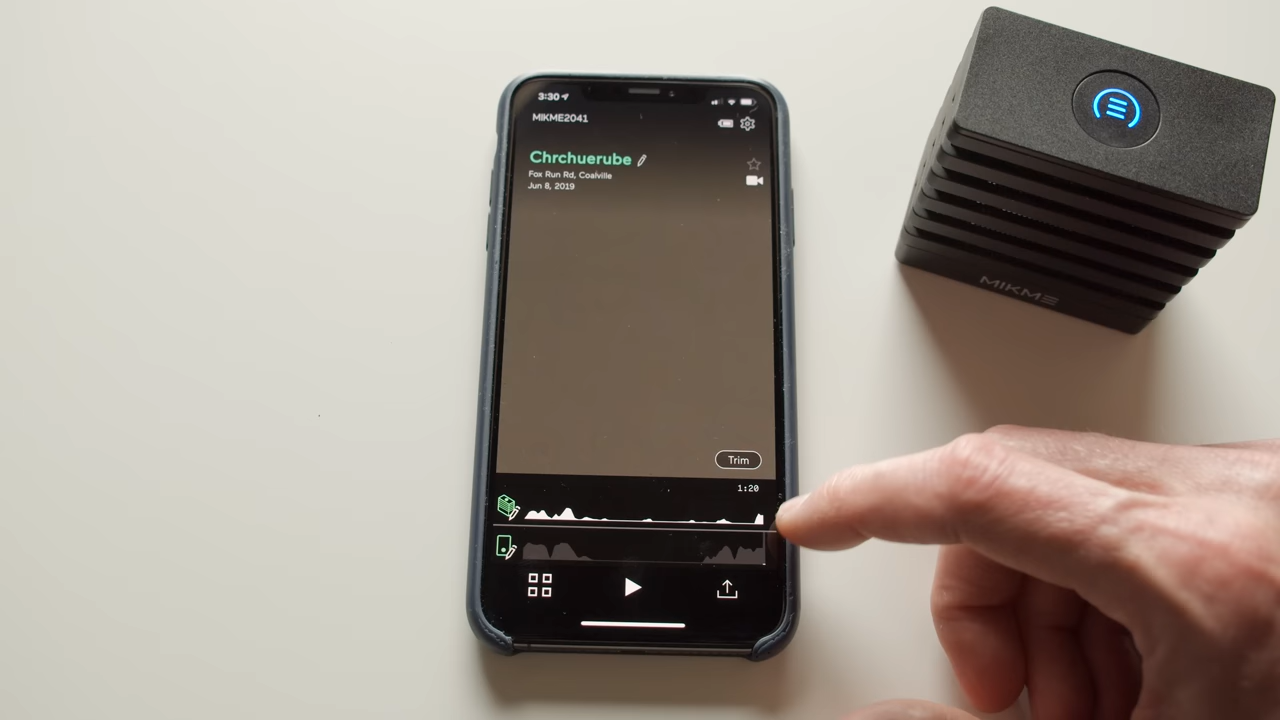 3:30
MIKME2041
Chrchuerube
Fox Run Rd, Coalville
Jun 8, 2019
Trim
1:20
MIKME